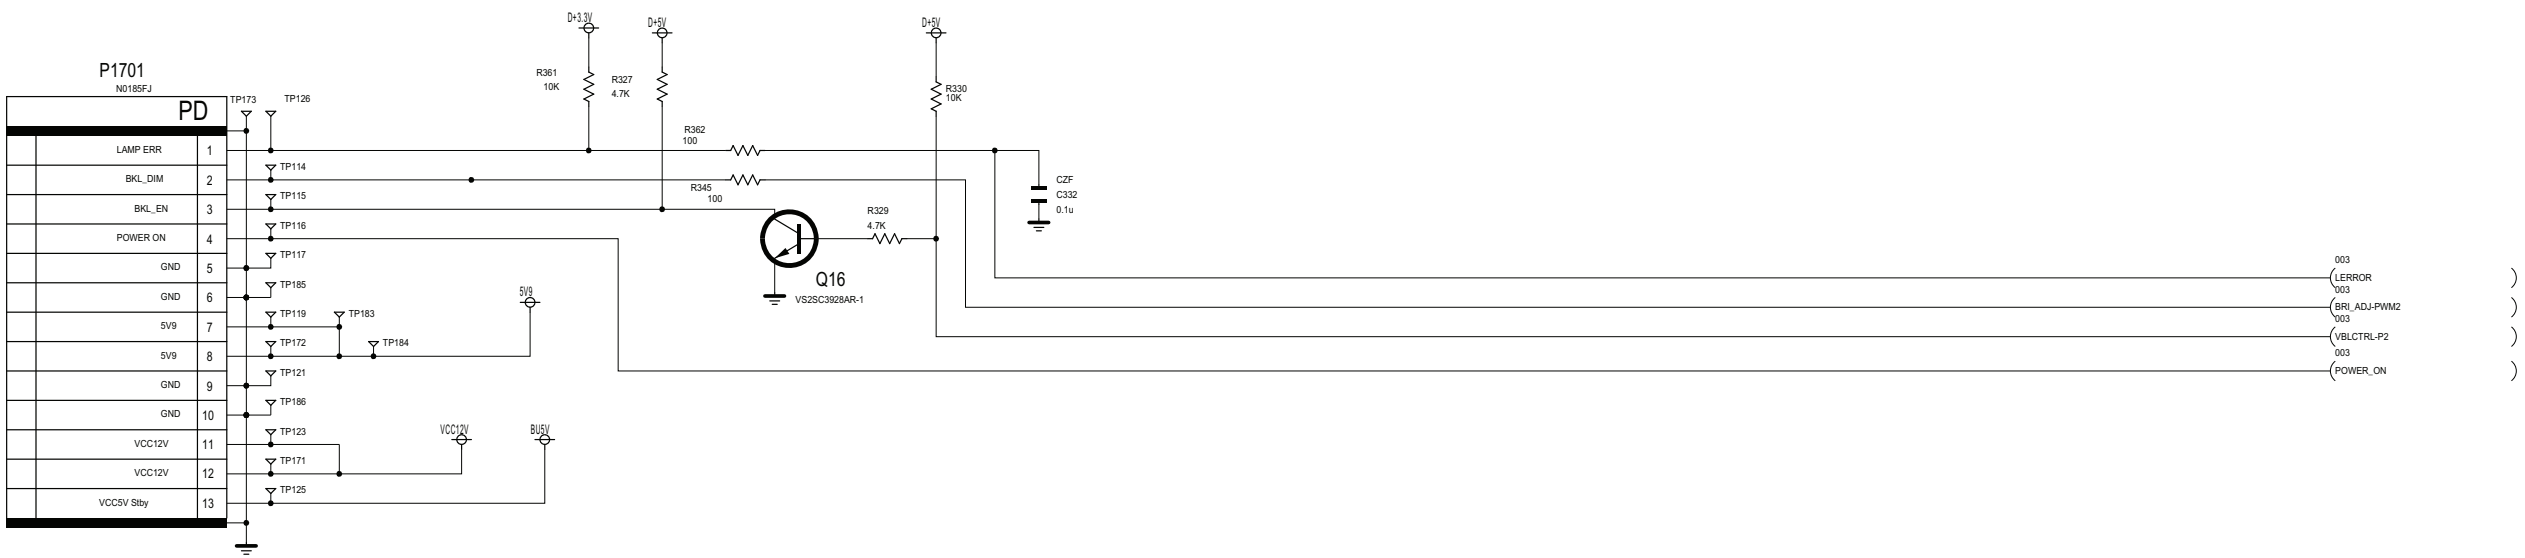 D+3.3V
D+5V
D+5V
P1701
N0185FJ
PD
TP173
TP126
R361
10K
R327
4.7K
R330
10K
R362
100
LAMP ERR 1
TP114
BKL_DIM 2
R345
100
CZF
C332
0.1u
TP115
BKL_EN 3
R329
4.7K
TP116
POWER ON 4
TP117
GND 5
Q16
VS2SC3928AR-1
TP185
GND 6
5V9
TP119
TP183
5V9 7
TP172
TP184
5V9 8
TP121
GND 9
TP186
GND 10
TP123
VCC12V
BU5V
VCC12V 11
TP171
VCC12V 12
TP125
VCC5V Stby 13
003
LERROR
003
BRI_ADJ-PWM2
003
VBLCTRL-P2
003
POWER_ON